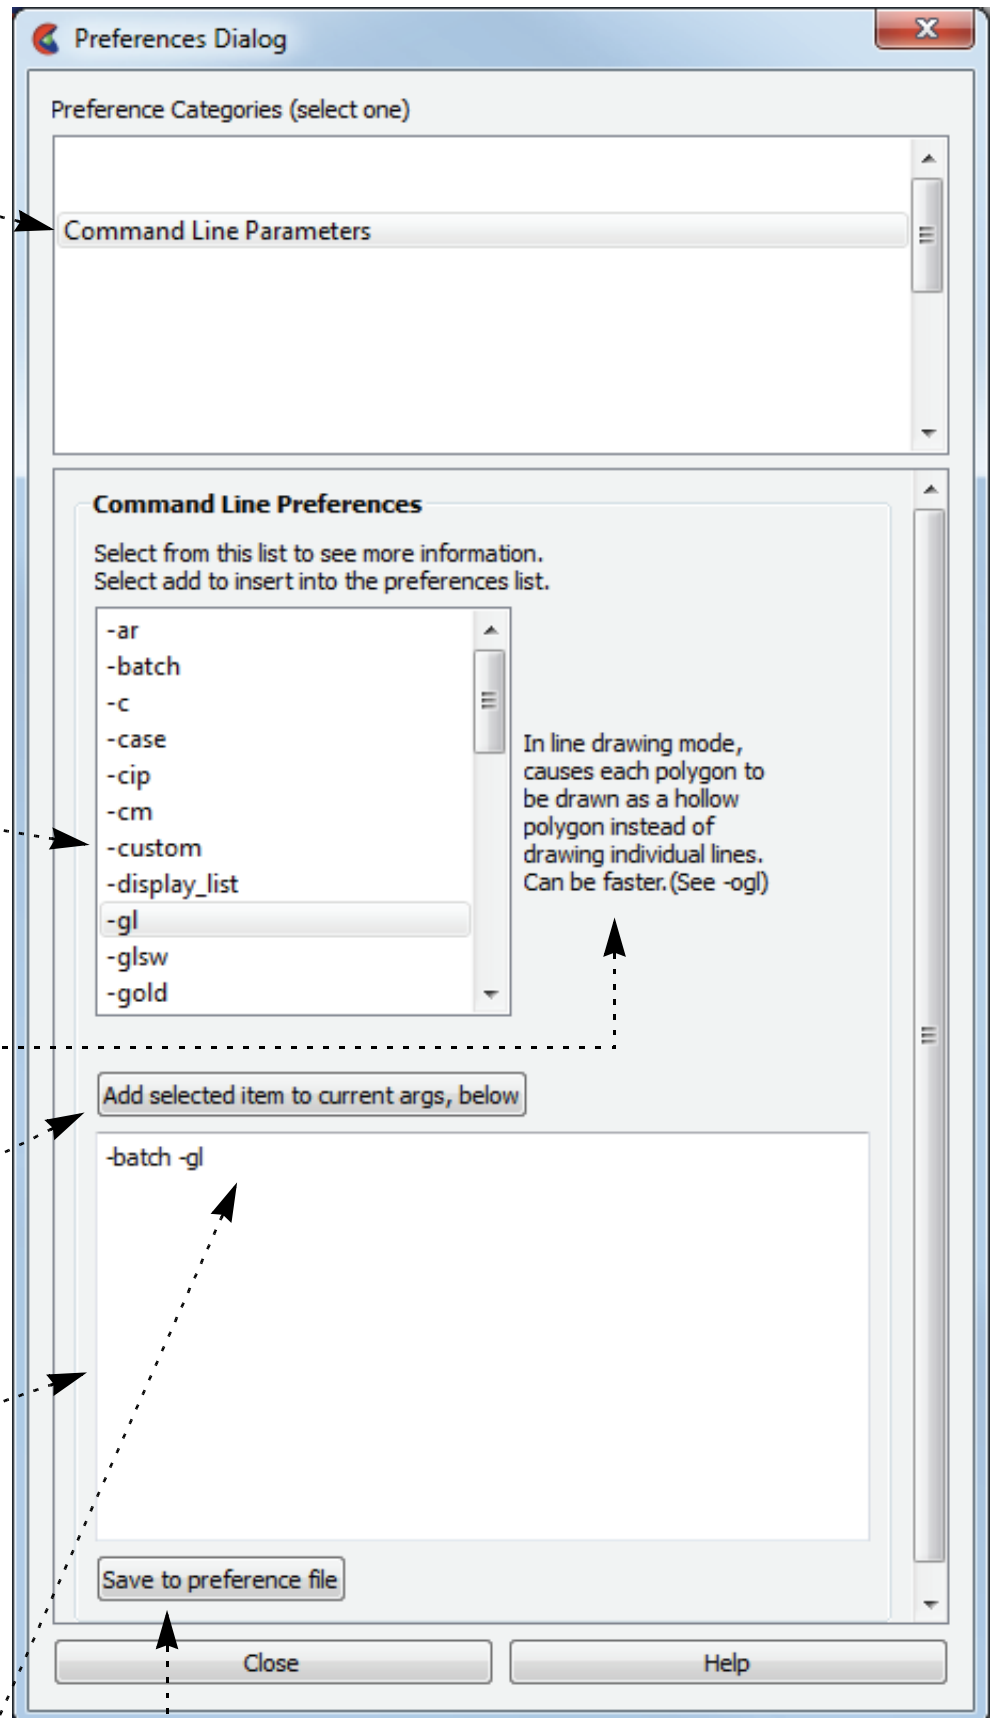 Preferences Dialog
Preference Categories (select one)
Command Line Parameters
Command Line Preferences
Select from this list to see more information.
Select add to insert into the preferences list.
-ar
-batch
-c
-case
-cip
-cm
-custom
-display_list
-gl
-glsw
-gold
In line drawing mode,
causes each polygon to
be drawn as a hollow
polygon instead of
drawing individual lines.
Can be faster.(See -ogl)
Add selected item to current args, below
-batch -gl
Save to preference file
Close
Help